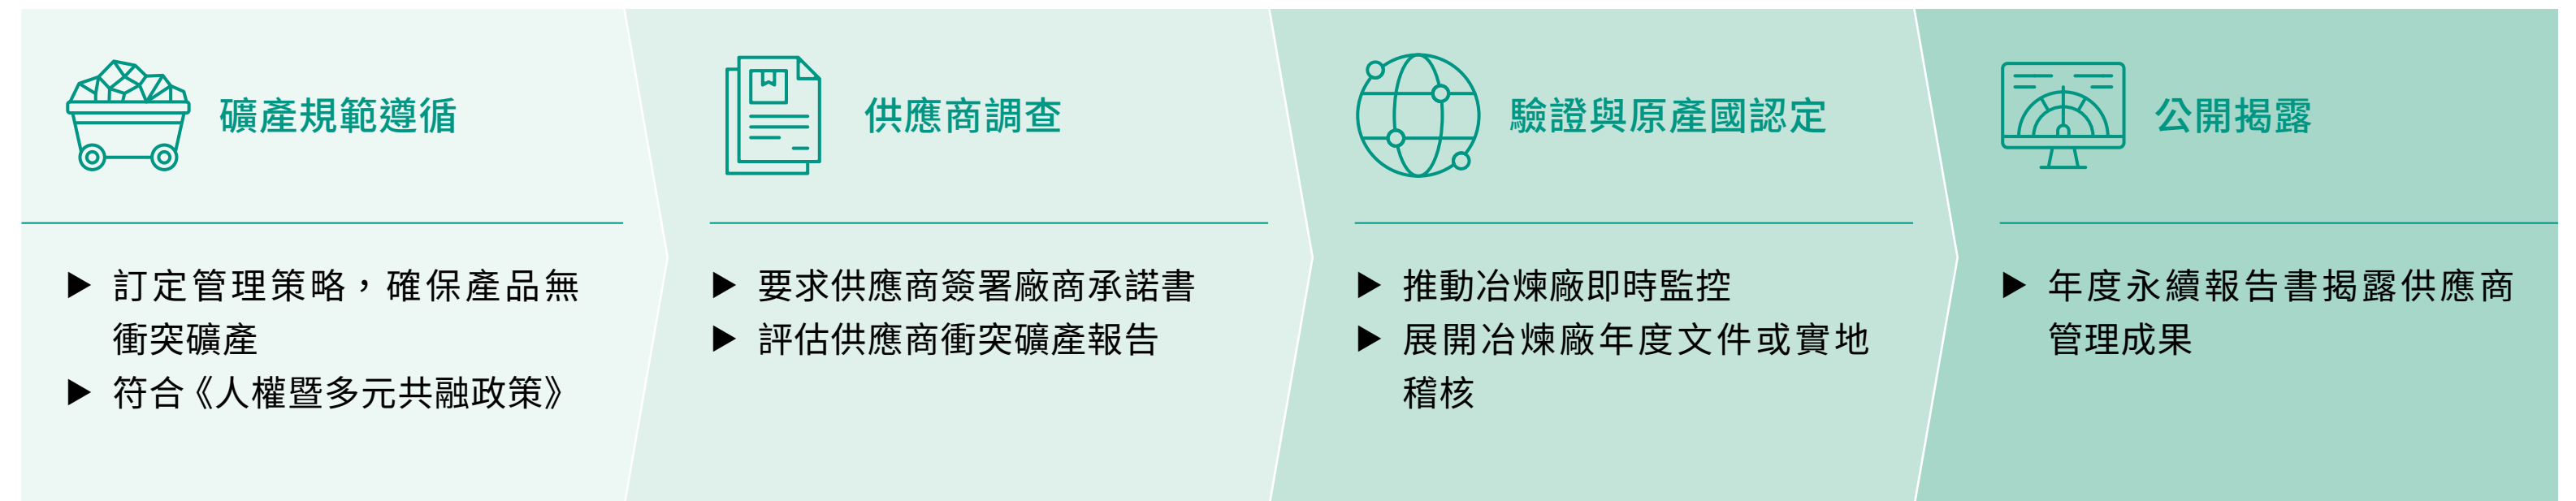 礦產規範遵循
▶ 訂定管理策略，確保產品無
衝突礦產
▶ 符合《人權暨多元共融政策》
供應商調查
▶ 要求供應商簽署廠商承諾書
▶ 評估供應商衝突礦產報告
驗證與原產國認定
▶ 推動冶煉廠即時監控
▶ 展開冶煉廠年度文件或實地
稽核
公開揭露
▶ 年度永續報告書揭露供應商
管理成果